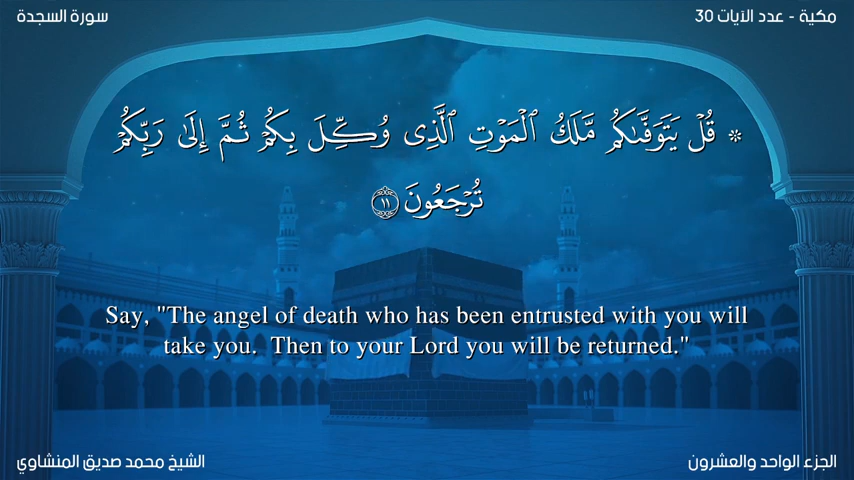 مكية - عدد الآيات 30
سورة السجدة
۞ قُلْ يَتَوَفَّىٰكُم مَّلَكُ ٱلْمَوْتِ ٱلَّذِى وُكِّلَ بِكُمْ ثُمَّ إِلَىٰ رَبِّكُمْ
تُرْجَعُونَ ١١
Say, "The angel of death who has been entrusted with you will
take you.  Then to your Lord you will be returned."
الجزء الواحد والعشرون
الشيخ محمد صديق المنشاوي